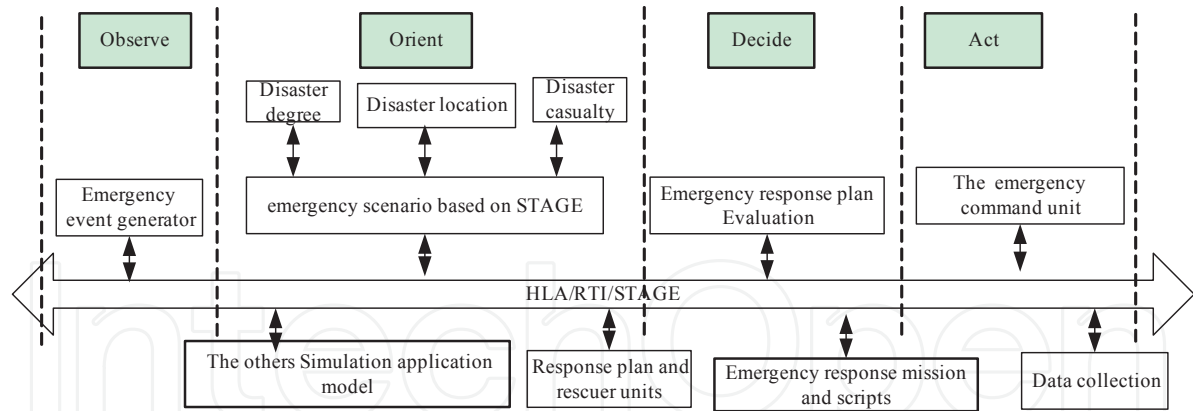 Observe
Orient
Decide
Act
Disaster
degree
Disaster location
Disaster
casualty
Emergency
event generator
emergency scenario based on STAGE
Emergency response plan
Evaluation
The emergency
command unit
HLA/RTI/STAGE
The others Simulation application
model
Response plan and
rescuer units
Emergency response mission
and scripts
Data collection
IntechOpen